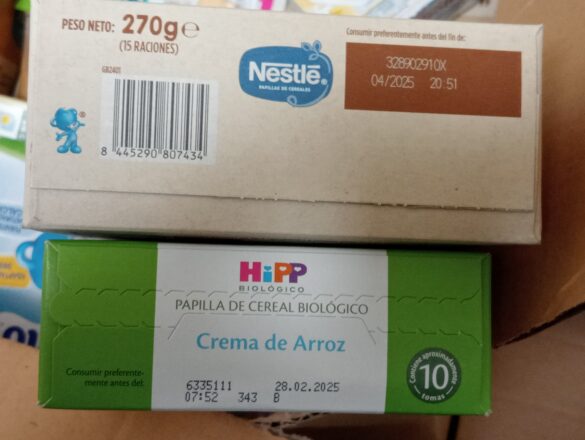 PESO NETO: 270g e
(15 RACIONES)
Consumir preferentemente antes del fin de:
328902910X
04/2025 20:51
GB2401
Nestlé
PAPILLAS DE CEREALES
8 445290 807434
HiPP
BIOLÓGICO
PAPILLA DE CEREAL BIOLÓGICO
Crema de Arroz
Consumir preferente-
mente antes del:
6335111 28.02.2025
07:52 343 B
Contiene aproximadamente
10
tomas